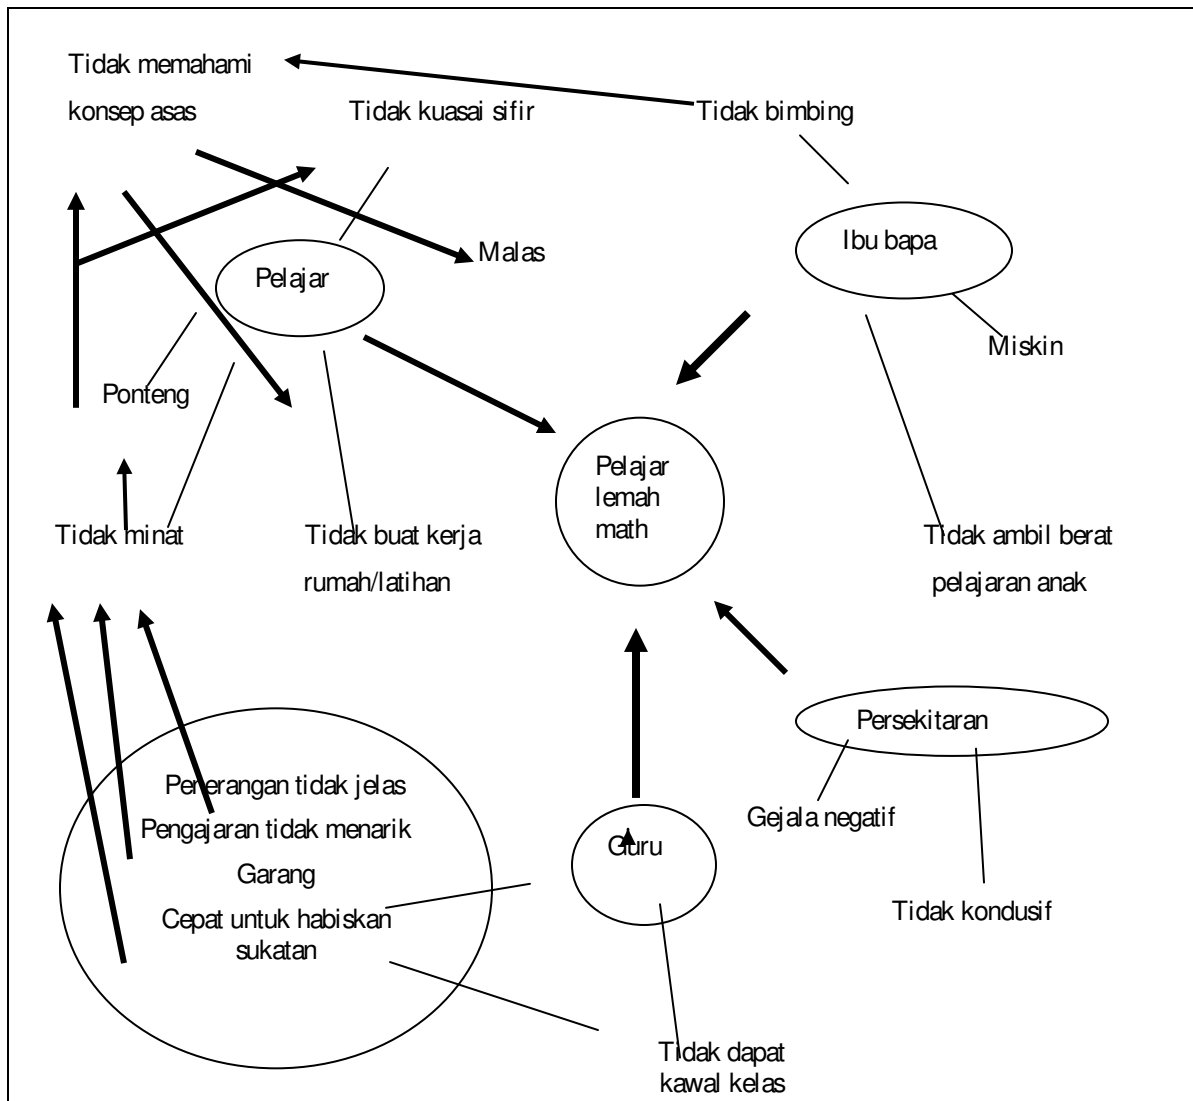 Tidak memahami
konsep asas
Tidak kuasai sifir
Tidak bimbing
Ibu bapa
Malas
Pelajar
Miskin
Ponteng
Pelajar
lemah
math
Tidak minat
Tidak buat kerja
rumah/latihan
Tidak ambil berat
pelajaran anak
Persekitaran
Penerangan tidak jelas
Pengajaran tidak menarik
Garang
Cepat untuk habiskan
sukatan
Guru
Gejala negatif
Tidak kondusif
Tidak dapat
kawal kelas